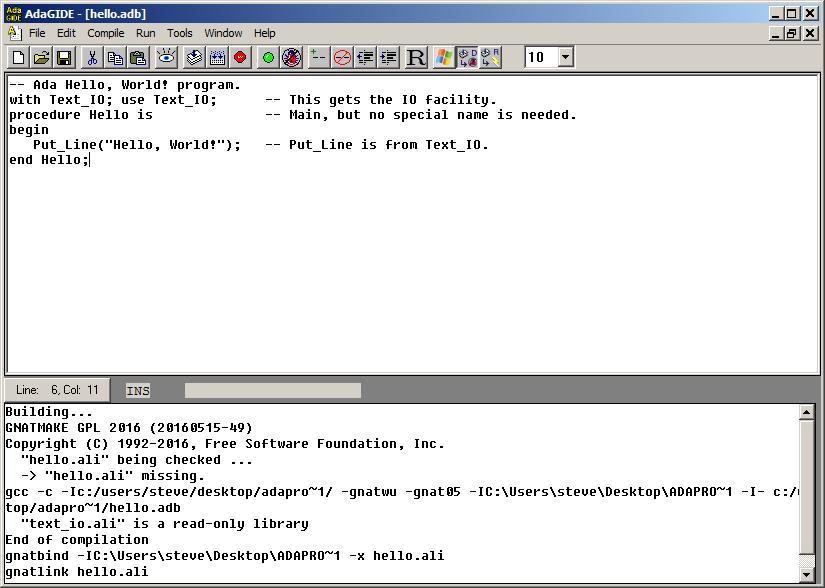 Ada GIDE AdaGIDE - [hello.adb]
File Edit Compile Run Tools Window Help
R D R 10
-- Ada Hello, World! program.
with Text_IO; use Text_IO;      -- This gets the IO facility.
procedure Hello is              -- Main, but no special name is needed.
begin
   Put_Line("Hello, World!");   -- Put_Line is from Text_IO.
end Hello;
Line: 6, Col: 11 INS
Building...
GNATMAKE GPL 2016 (20160515-49)
Copyright (C) 1992-2016, Free Software Foundation, Inc.
  "hello.ali" being checked ...
  -> "hello.ali" missing.
gcc -c -Ic:/users/steve/desktop/adapro~1/ -gnatwu -gnat05 -IC:\Users\steve\Desktop\ADAPRO~1 -I- c:/
top/adapro~1/hello.adb
  "text_io.ali" is a read-only library
End of compilation
gnatbind -IC:\Users\steve\Desktop\ADAPRO~1 -x hello.ali
gnatlink hello.ali